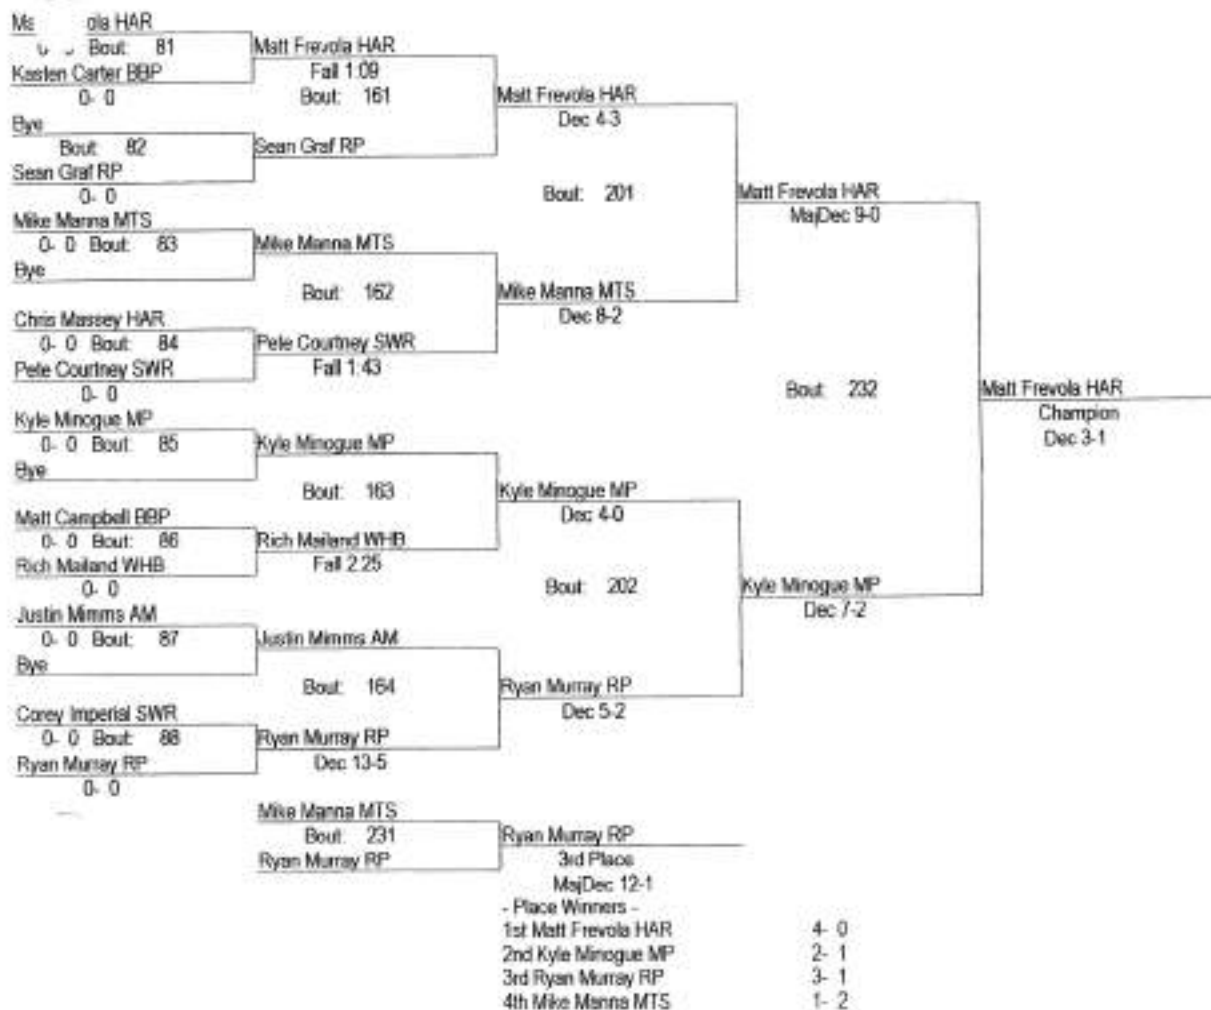 ola HAR
Bout: 81
Kasten Carter BBP
0- 0
Bye
Bout: 82
Sean Graf RP
0- 0
Mike Manna MTS
0- 0 Bout: 83
Bye
Chris Massey HAR
0- 0 Bout: 84
Pete Courtney SWR
0- 0
Kyle Minogue MP
0- 0 Bout: 85
Bye
Matt Campbell BBP
0- 0 Bout: 86
Rich Mailand WHB
0- 0
Justin Mimms AM
0- 0 Bout: 87
Bye
Corey Imperial SWR
0- 0 Bout: 88
Ryan Murray RP
0- 0
Matt Frevola HAR
Fall 1:09
Bout: 161
Sean Graf RP
Mike Manna MTS
Bout: 162
Pete Courtney SWR
Fall 1:43
Kyle Minogue MP
Bout: 163
Rich Mailand WHB
Fall 2:25
Justin Mimms AM
Bout: 164
Ryan Murray RP
Dec 13-5
Matt Frevola HAR
Dec 4-3
Bout: 201
Mike Manna MTS
Dec 8-2
Kyle Minogue MP
Dec 4-0
Bout: 202
Ryan Murray RP
Dec 5-2
Matt Frevola HAR
MajDec 9-0
Bout: 232
Kyle Minogue MP
Dec 7-2
Matt Frevola HAR
Champion
Dec 3-1
Mike Manna MTS
Bout: 231
Ryan Murray RP
Ryan Murray RP
3rd Place
MajDec 12-1
- Place Winners -
1st Matt Frevola HAR 4- 0
2nd Kyle Minogue MP 2- 1
3rd Ryan Murray RP 3- 1
4th Mike Manna MTS 1- 2